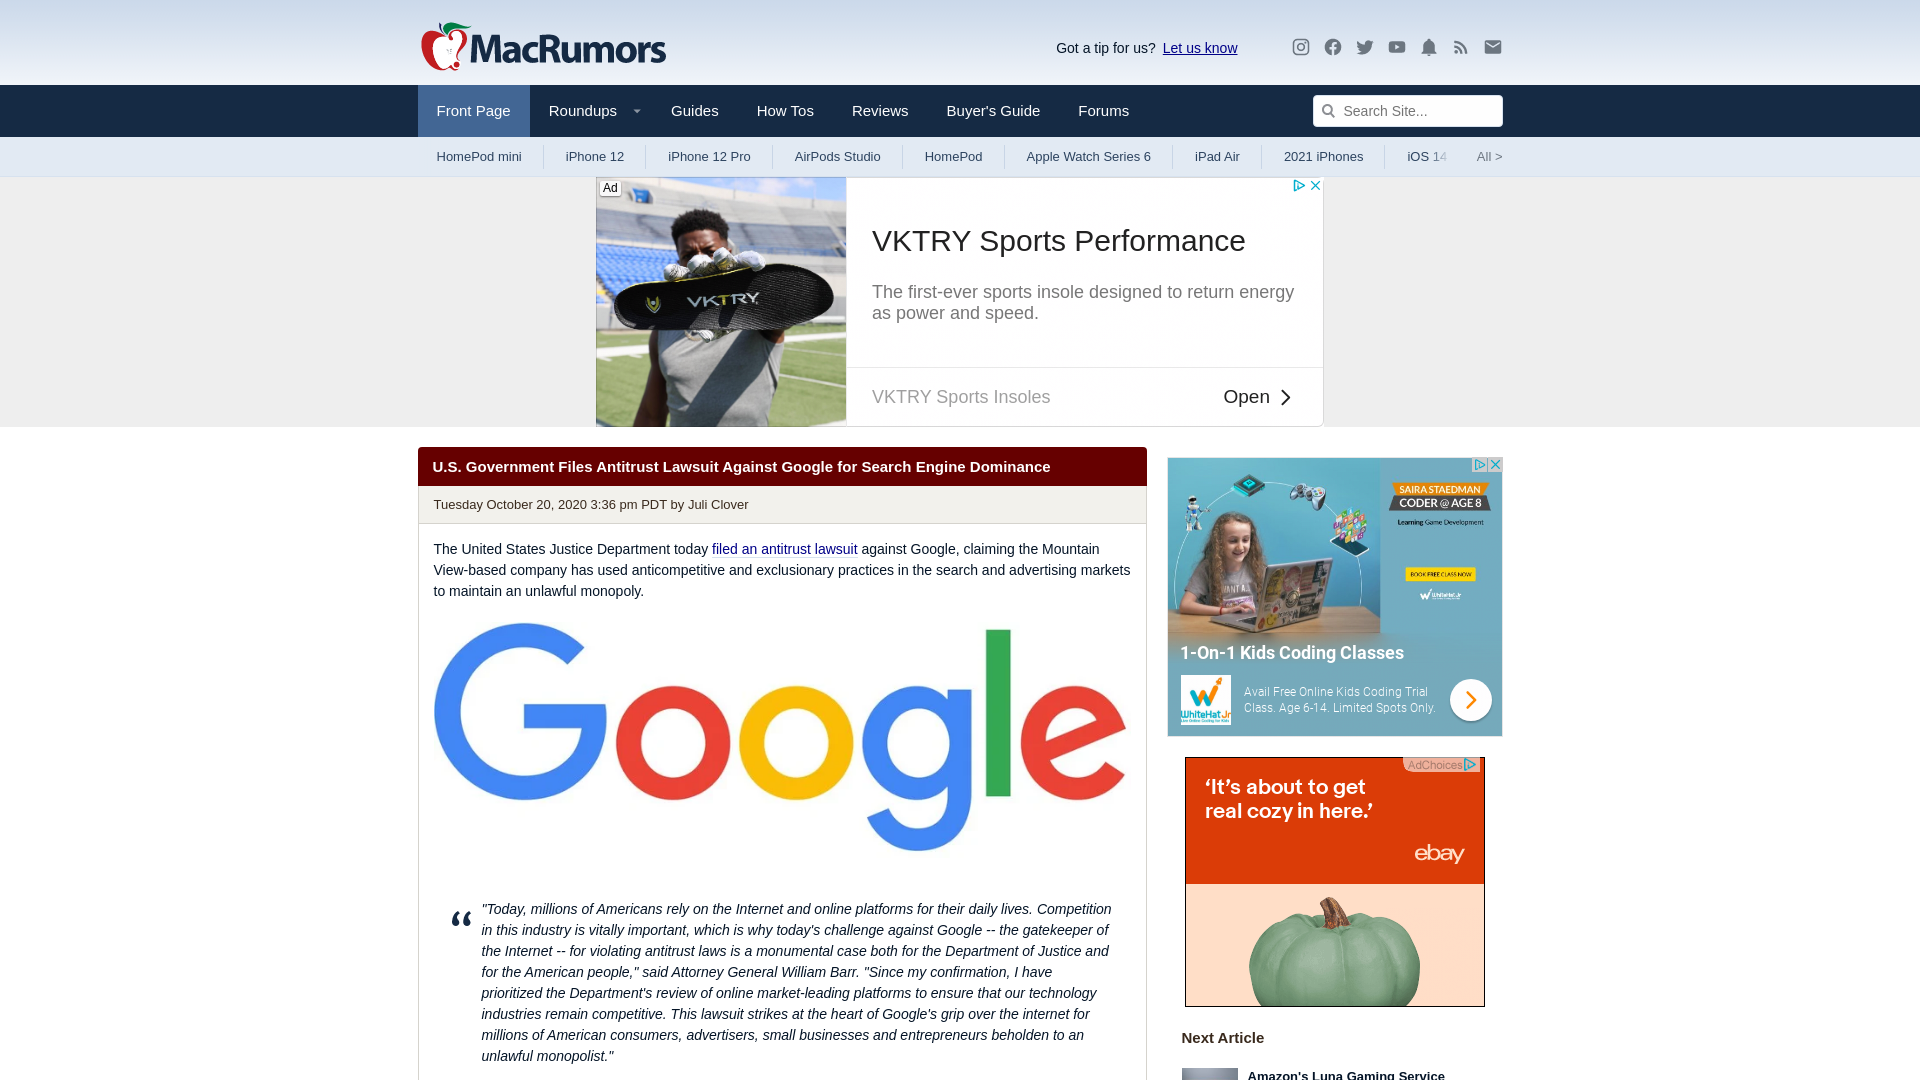 MacRumors
Got a tip for us? Let us know
Front Page
Roundups
Guides
How Tos
Reviews
Buyer's Guide
Forums
Search Site...
HomePod mini
iPhone 12
iPhone 12 Pro
AirPods Studio
HomePod
Apple Watch Series 6
iPad Air
2021 iPhones
iOS 14
All >
Ad
VKTRY
VKTRY Sports Performance
The first-ever sports insole designed to return energy
as power and speed.
VKTRY Sports Insoles
Open
U.S. Government Files Antitrust Lawsuit Against Google for Search Engine Dominance
Tuesday October 20, 2020 3:36 pm PDT by Juli Clover
The United States Justice Department today filed an antitrust lawsuit against Google, claiming the Mountain
View-based company has used anticompetitive and exclusionary practices in the search and advertising markets
to maintain an unlawful monopoly.
Google
"Today, millions of Americans rely on the Internet and online platforms for their daily lives. Competition
in this industry is vitally important, which is why today's challenge against Google -- the gatekeeper of
the Internet -- for violating antitrust laws is a monumental case both for the Department of Justice and
for the American people," said Attorney General William Barr. "Since my confirmation, I have
prioritized the Department's review of online market-leading platforms to ensure that our technology
industries remain competitive. This lawsuit strikes at the heart of Google's grip over the internet for
millions of American consumers, advertisers, small businesses and entrepreneurs beholden to an
unlawful monopolist."
SAIRA STAEDMAN
CODER @ AGE 8
Learning Game Development
BOOK FREE CLASS NOW
WhiteHat Jr
1-On-1 Kids Coding Classes
WhiteHat Jr
Live Online Coding for Kids
Avail Free Online Kids Coding Trial
Class. Age 6-14. Limited Spots Only.
AdChoices
‘It’s about to get
real cozy in here.’
ebay
Next Article
Amazon's Luna Gaming Service